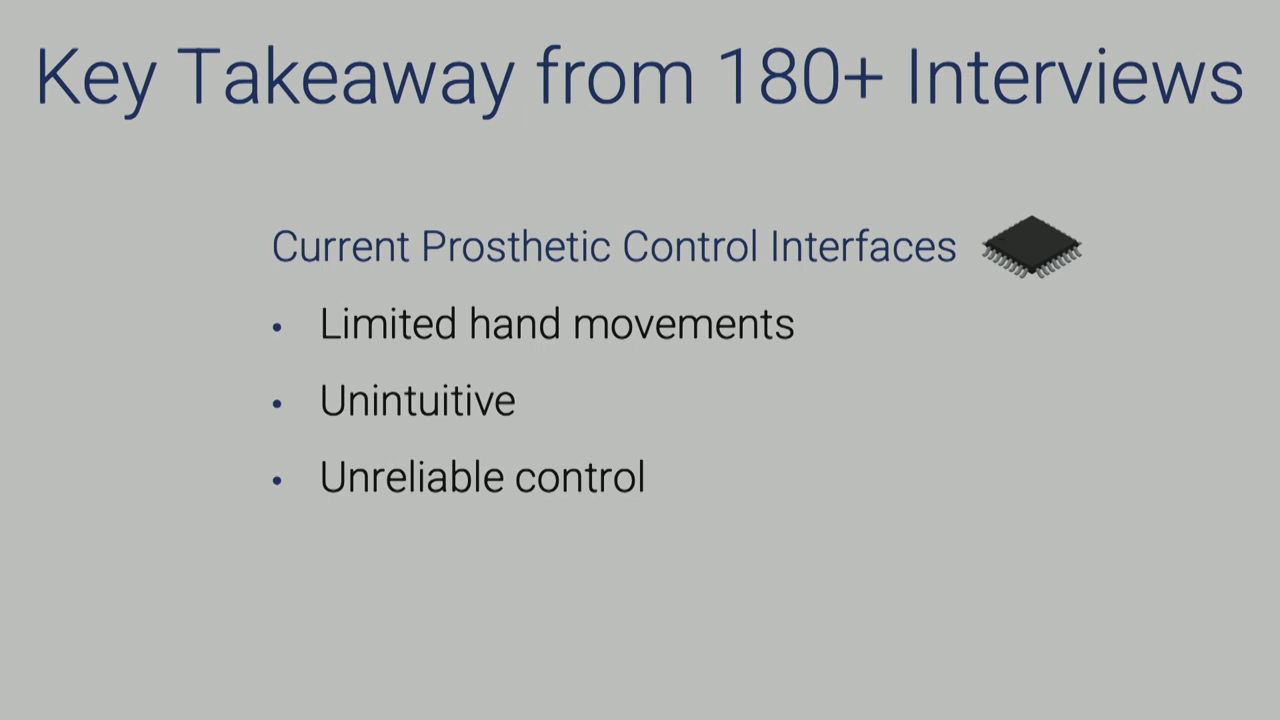 Key Takeaway from 180+ Interviews
Current Prosthetic Control Interfaces
• Limited hand movements
• Unintuitive
• Unreliable control